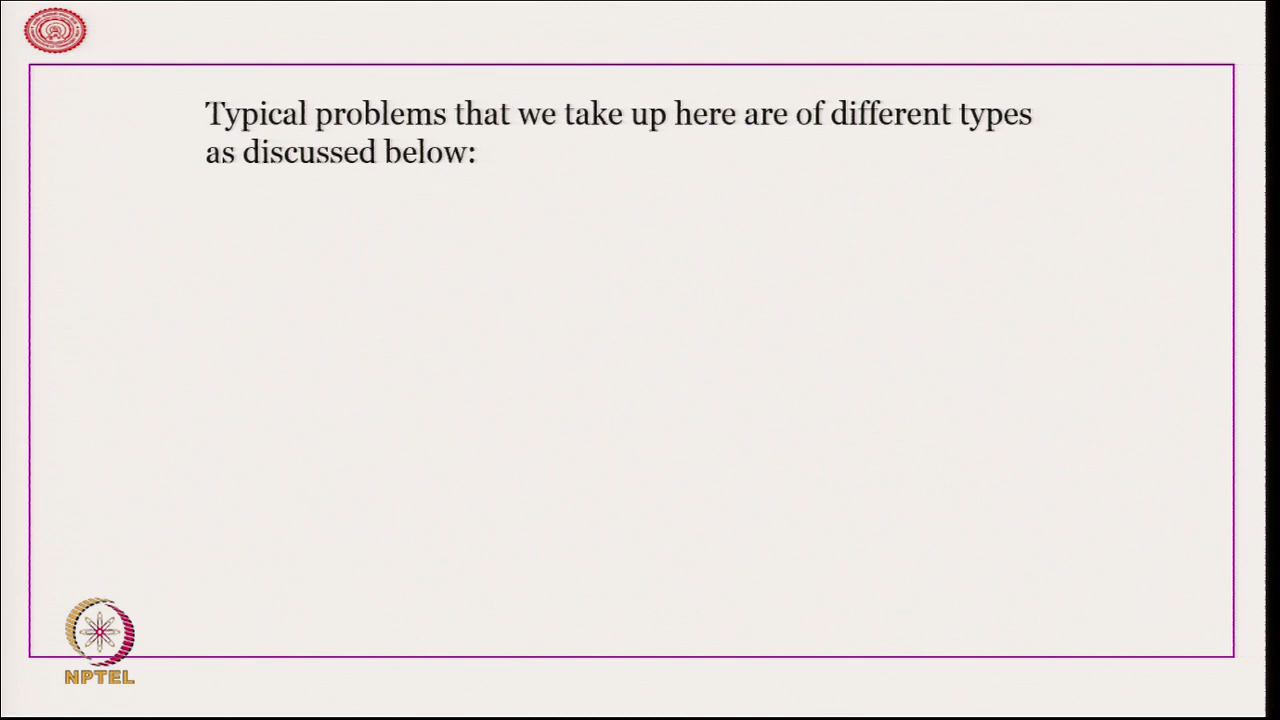 Typical problems that we take up here are of different types
as discussed below:
NPTEL